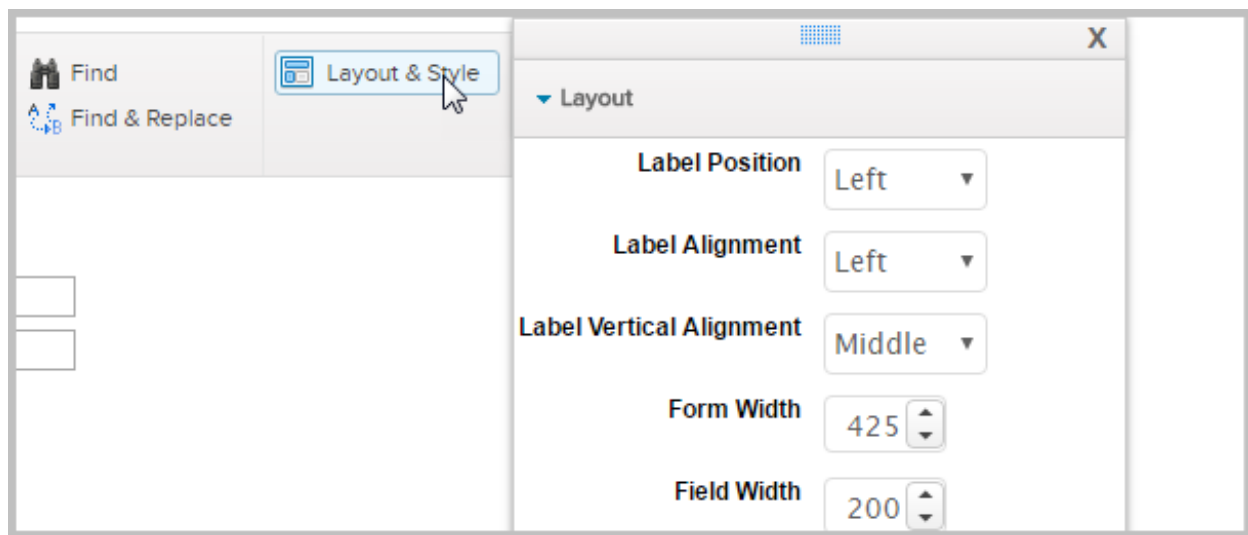 Find
Find & Replace
Layout & Style
X
Layout
Label Position
Left
Label Alignment
Left
Label Vertical Alignment
Middle
Form Width
425
Field Width
200